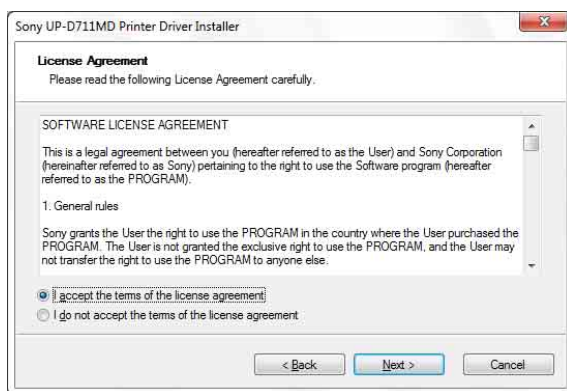 Sony UP-D711MD Printer Driver Installer
License Agreement
Please read the following License Agreement carefully.
SOFTWARE LICENSE AGREEMENT
This is a legal agreement between you (hereafter referred to as the User) and Sony Corporation
(hereinafter referred to as Sony) pertaining to the right to use the Software program (hereafter
referred to as the PROGRAM).
1. General rules
Sony grants the User the right to use the PROGRAM in the country where the User purchased the
PROGRAM. The User is not granted the exclusive right to use the PROGRAM, and the User may
not transfer the right to use the PROGRAM to anyone else.
I accept the terms of the license agreement
I do not accept the terms of the license agreement
< Back
Next >
Cancel